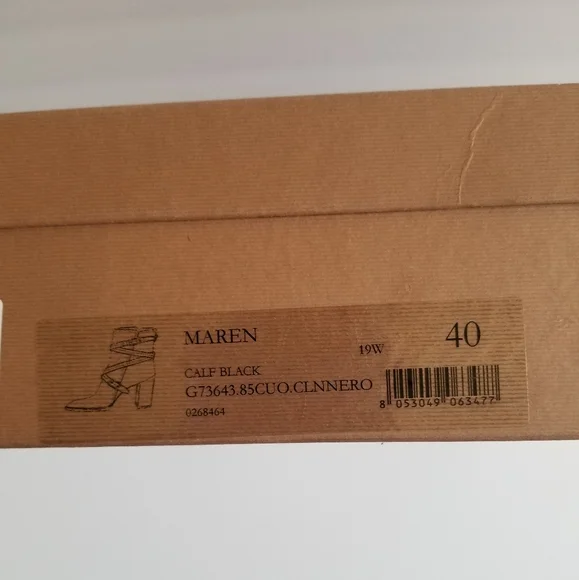 MAREN
19W
40
CALF BLACK
G73643.85CUO.CLNNERO
0268464
8 053049 063477